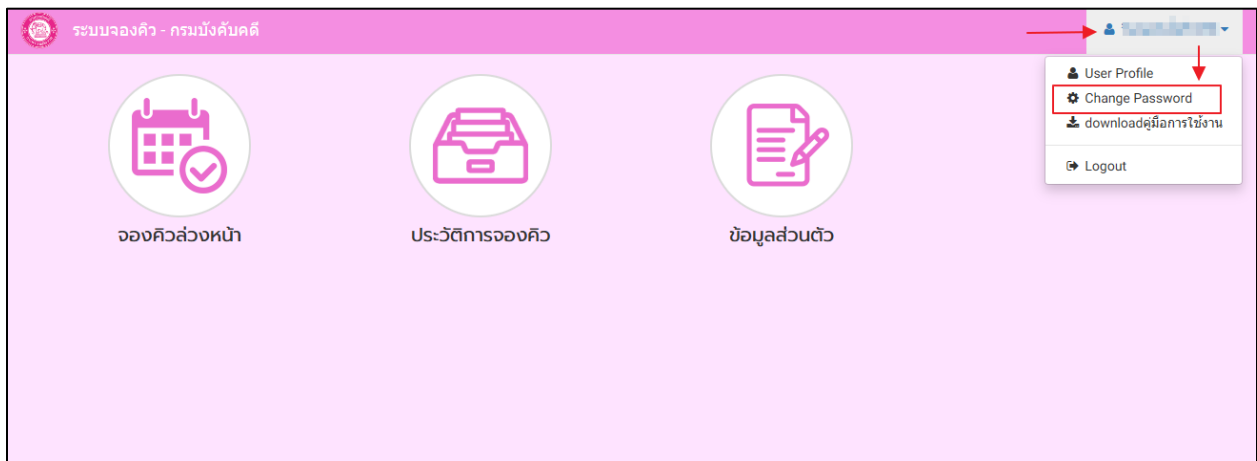 ระบบจองคิว - กรมบังคับคดี
User Profile
Change Password
downloadคู่มือการใช้งาน
Logout
จองคิวล่วงหน้า
ประวัติการจองคิว
ข้อมูลส่วนตัว